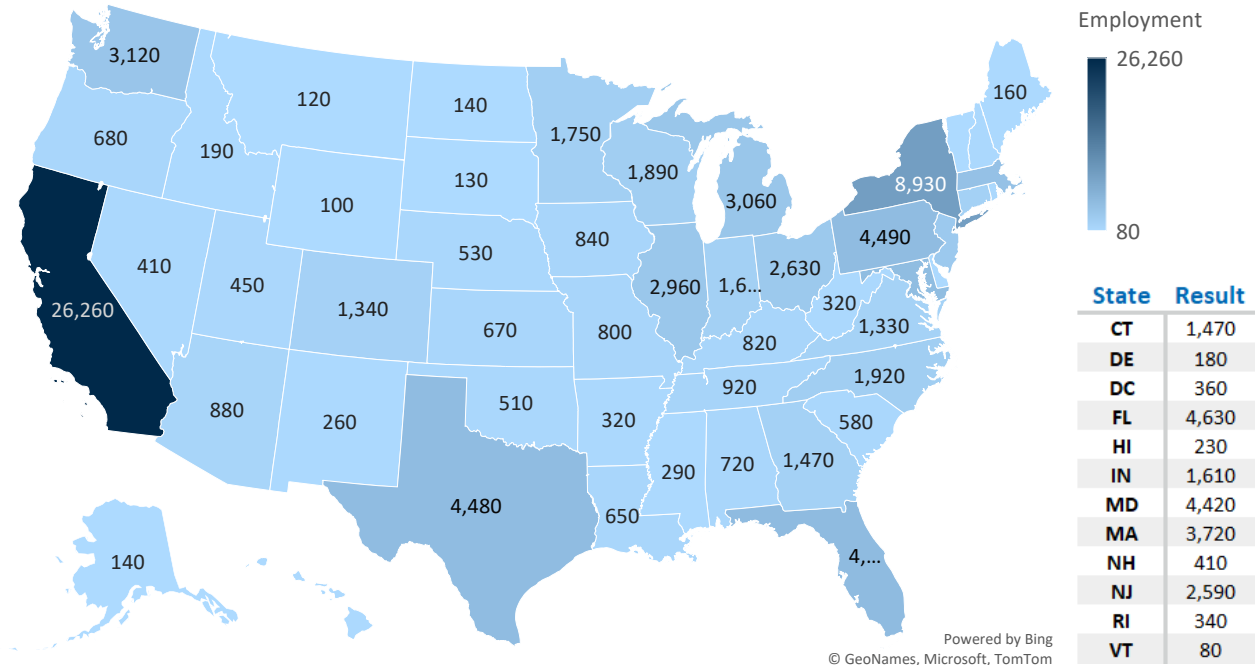 Employment
26,260
80
3,120
120
140
1,750
160
680
190
130
1,890
3,060
8,930
100
410
450
530
840
4,490
26,260
1,340
670
2,960
1,6...
2,630
320
1,330
800
820
880
260
510
920
1,920
320
580
290
720
1,470
4,480
650
4,...
140
State Result
CT 1,470
DE 180
DC 360
FL 4,630
HI 230
IN 1,610
MD 4,420
MA 3,720
NH 410
NJ 2,590
RI 340
VT 80
Powered by Bing
© GeoNames, Microsoft, TomTom